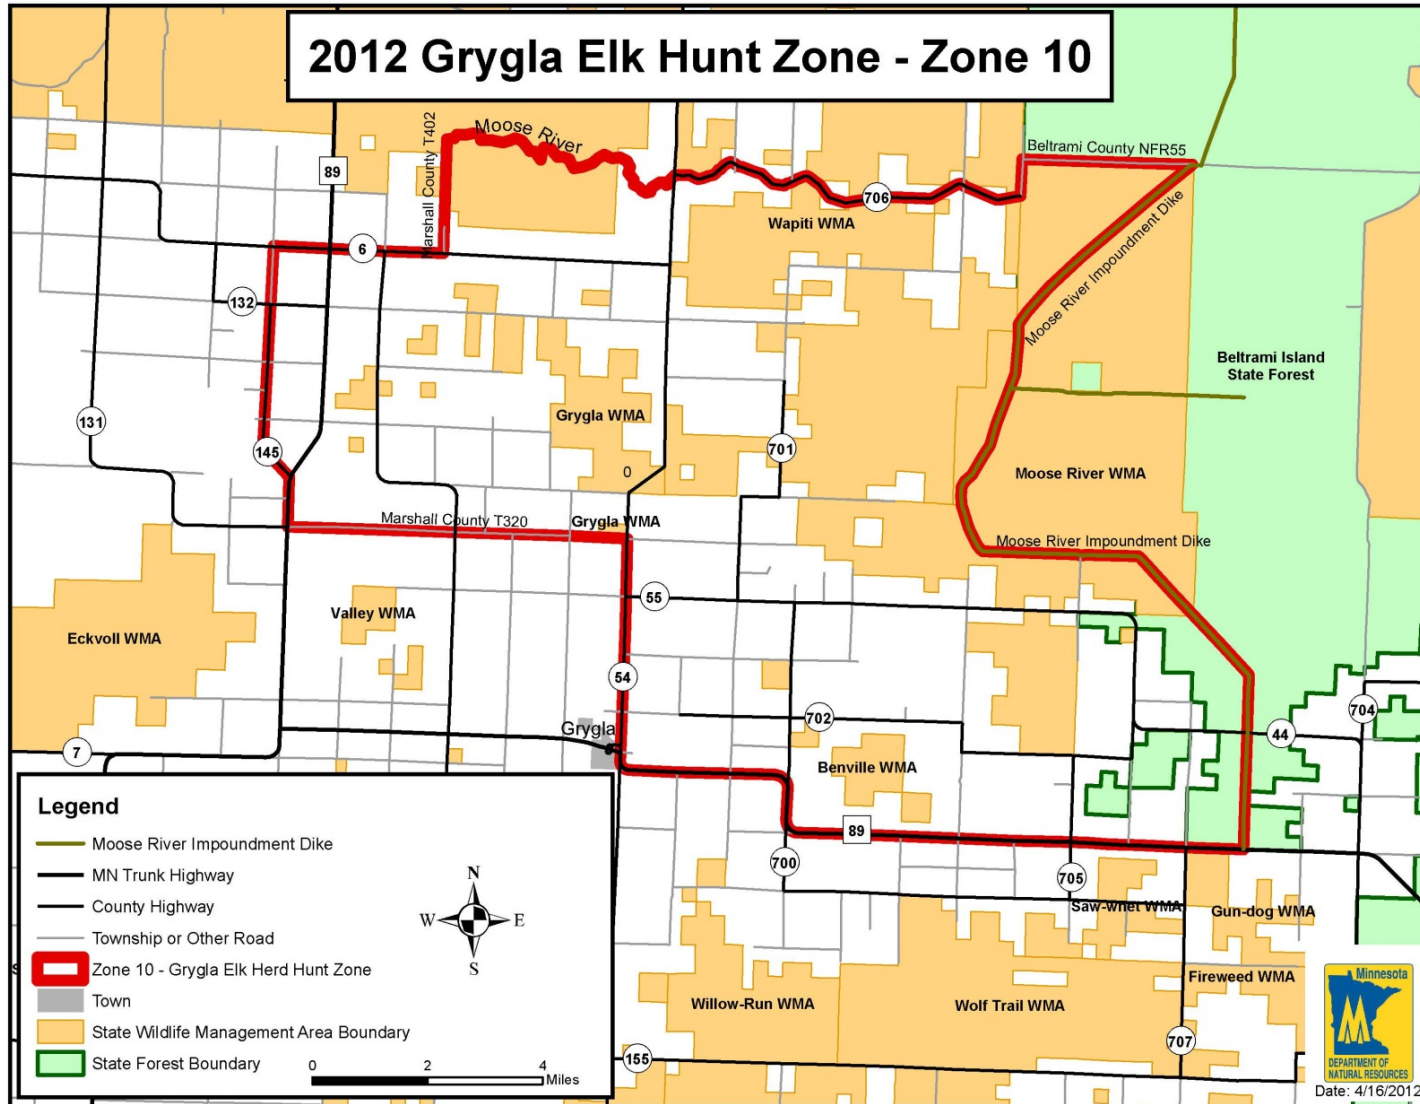 2012 Grygla Elk Hunt Zone - Zone 10
Moose River
Marshall County T402
89
Beltrami County NFR55
706
Wapiti WMA
6
Moose River Impoundment Dike
132
Beltrami Island
State Forest
Grygla WMA
131
145
701
0
Moose River WMA
Marshall County T320
Grygla WMA
Moose River Impoundment Dike
55
Valley WMA
Eckvoll WMA
54
702
704
Grygla
44
7
Benville WMA
89
700
705
Saw-whet WMA
Gun-dog WMA
Fireweed WMA
Willow-Run WMA
Wolf Trail WMA
707
155
Legend
Moose River Impoundment Dike
MN Trunk Highway
County Highway
Township or Other Road
Zone 10 - Grygla Elk Herd Hunt Zone
Town
State Wildlife Management Area Boundary
State Forest Boundary
N
W E
S
0 2 4
Miles
Minnesota
DEPARTMENT OF
NATURAL RESOURCES
Date: 4/16/2012